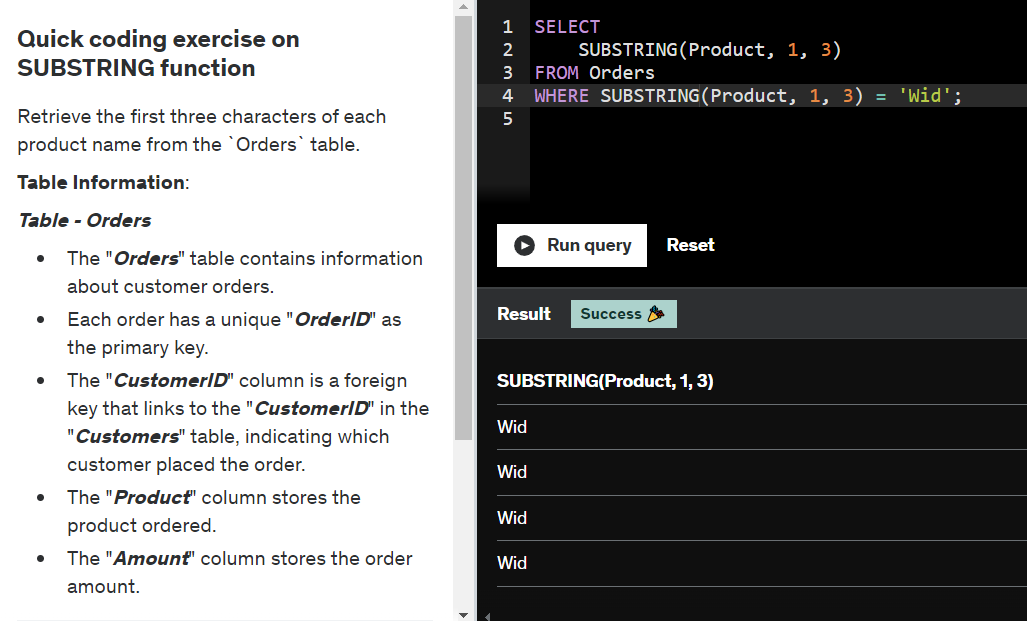 Quick coding exercise on
SUBSTRING function
Retrieve the first three characters of each
product name from the `Orders` table.
Table Information:
Table - Orders
The "Orders" table contains information
about customer orders.
Each order has a unique "OrderID" as
the primary key.
The "CustomerID" column is a foreign
key that links to the "CustomerID" in the
"Customers" table, indicating which
customer placed the order.
The "Product" column stores the
product ordered.
The "Amount" column stores the order
amount.
1 SELECT
2 SUBSTRING(Product, 1, 3)
3 FROM Orders
4 WHERE SUBSTRING(Product, 1, 3) = 'Wid';
5
Run query Reset
Result Success
SUBSTRING(Product, 1, 3)
Wid
Wid
Wid
Wid